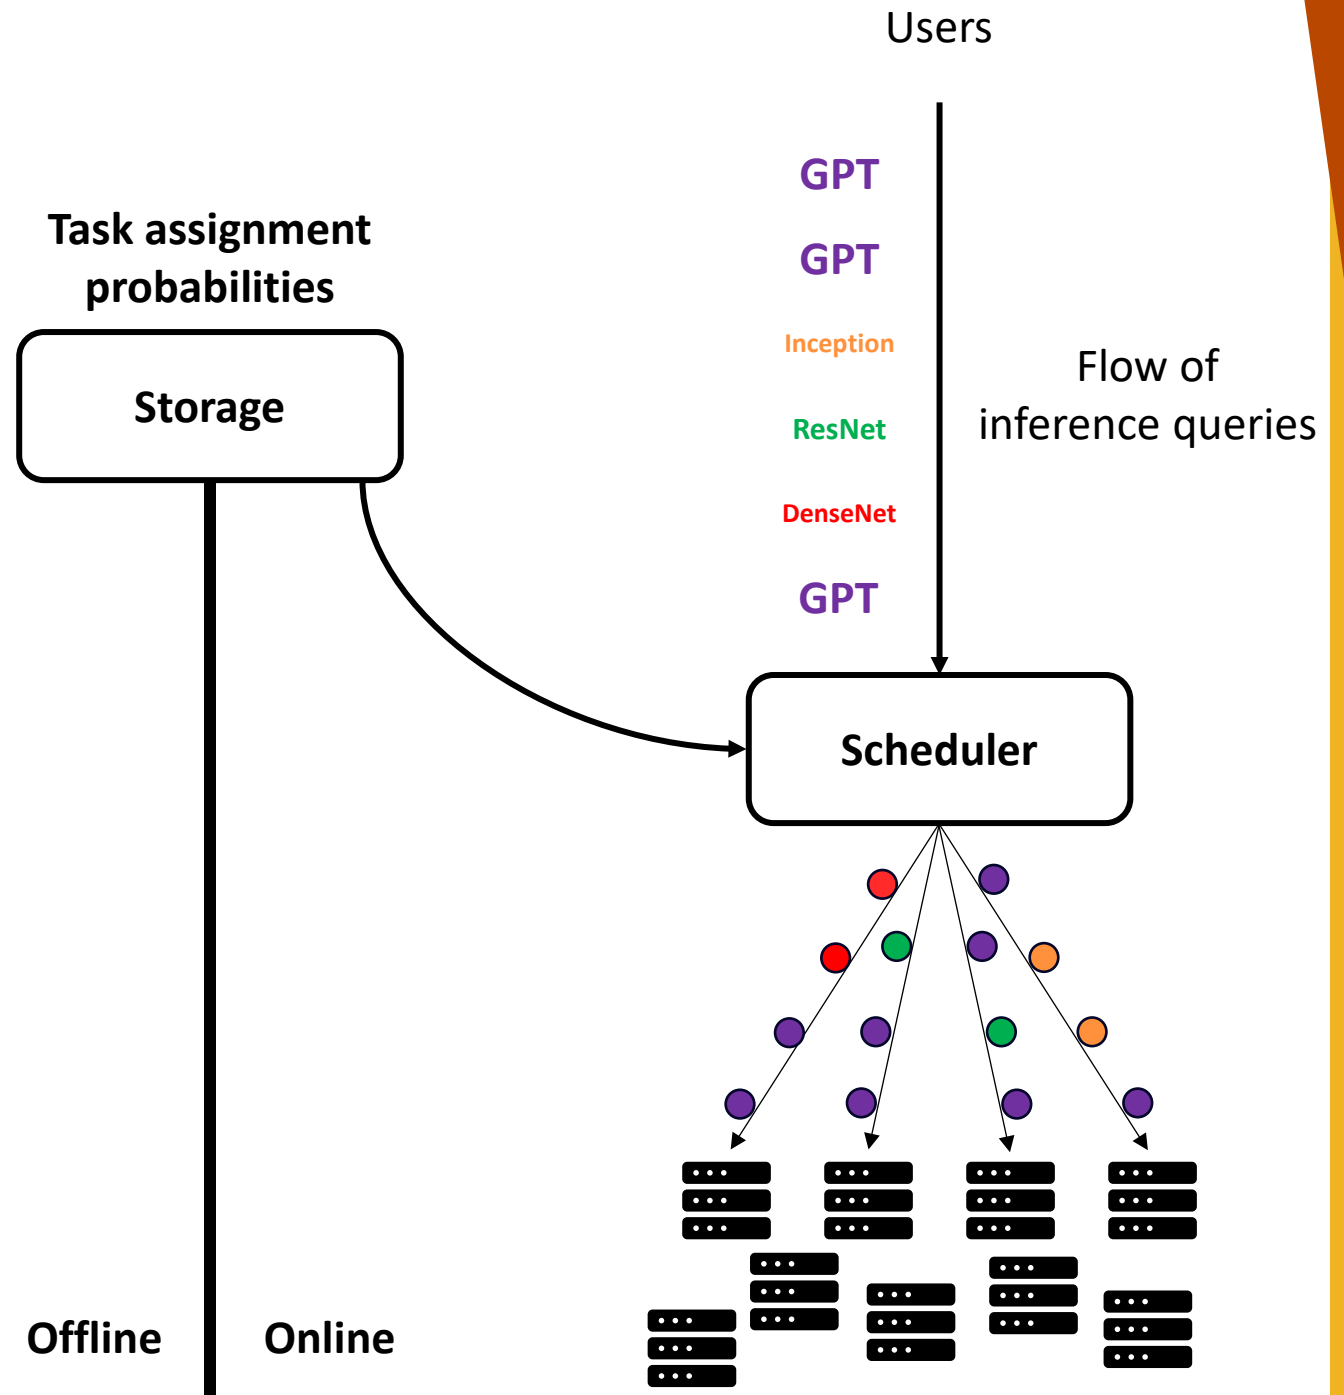 Users
GPT
GPT
Inception
ResNet
DenseNet
GPT
Flow of
inference queries
Task assignment
probabilities
Storage
Scheduler
Offline
Online